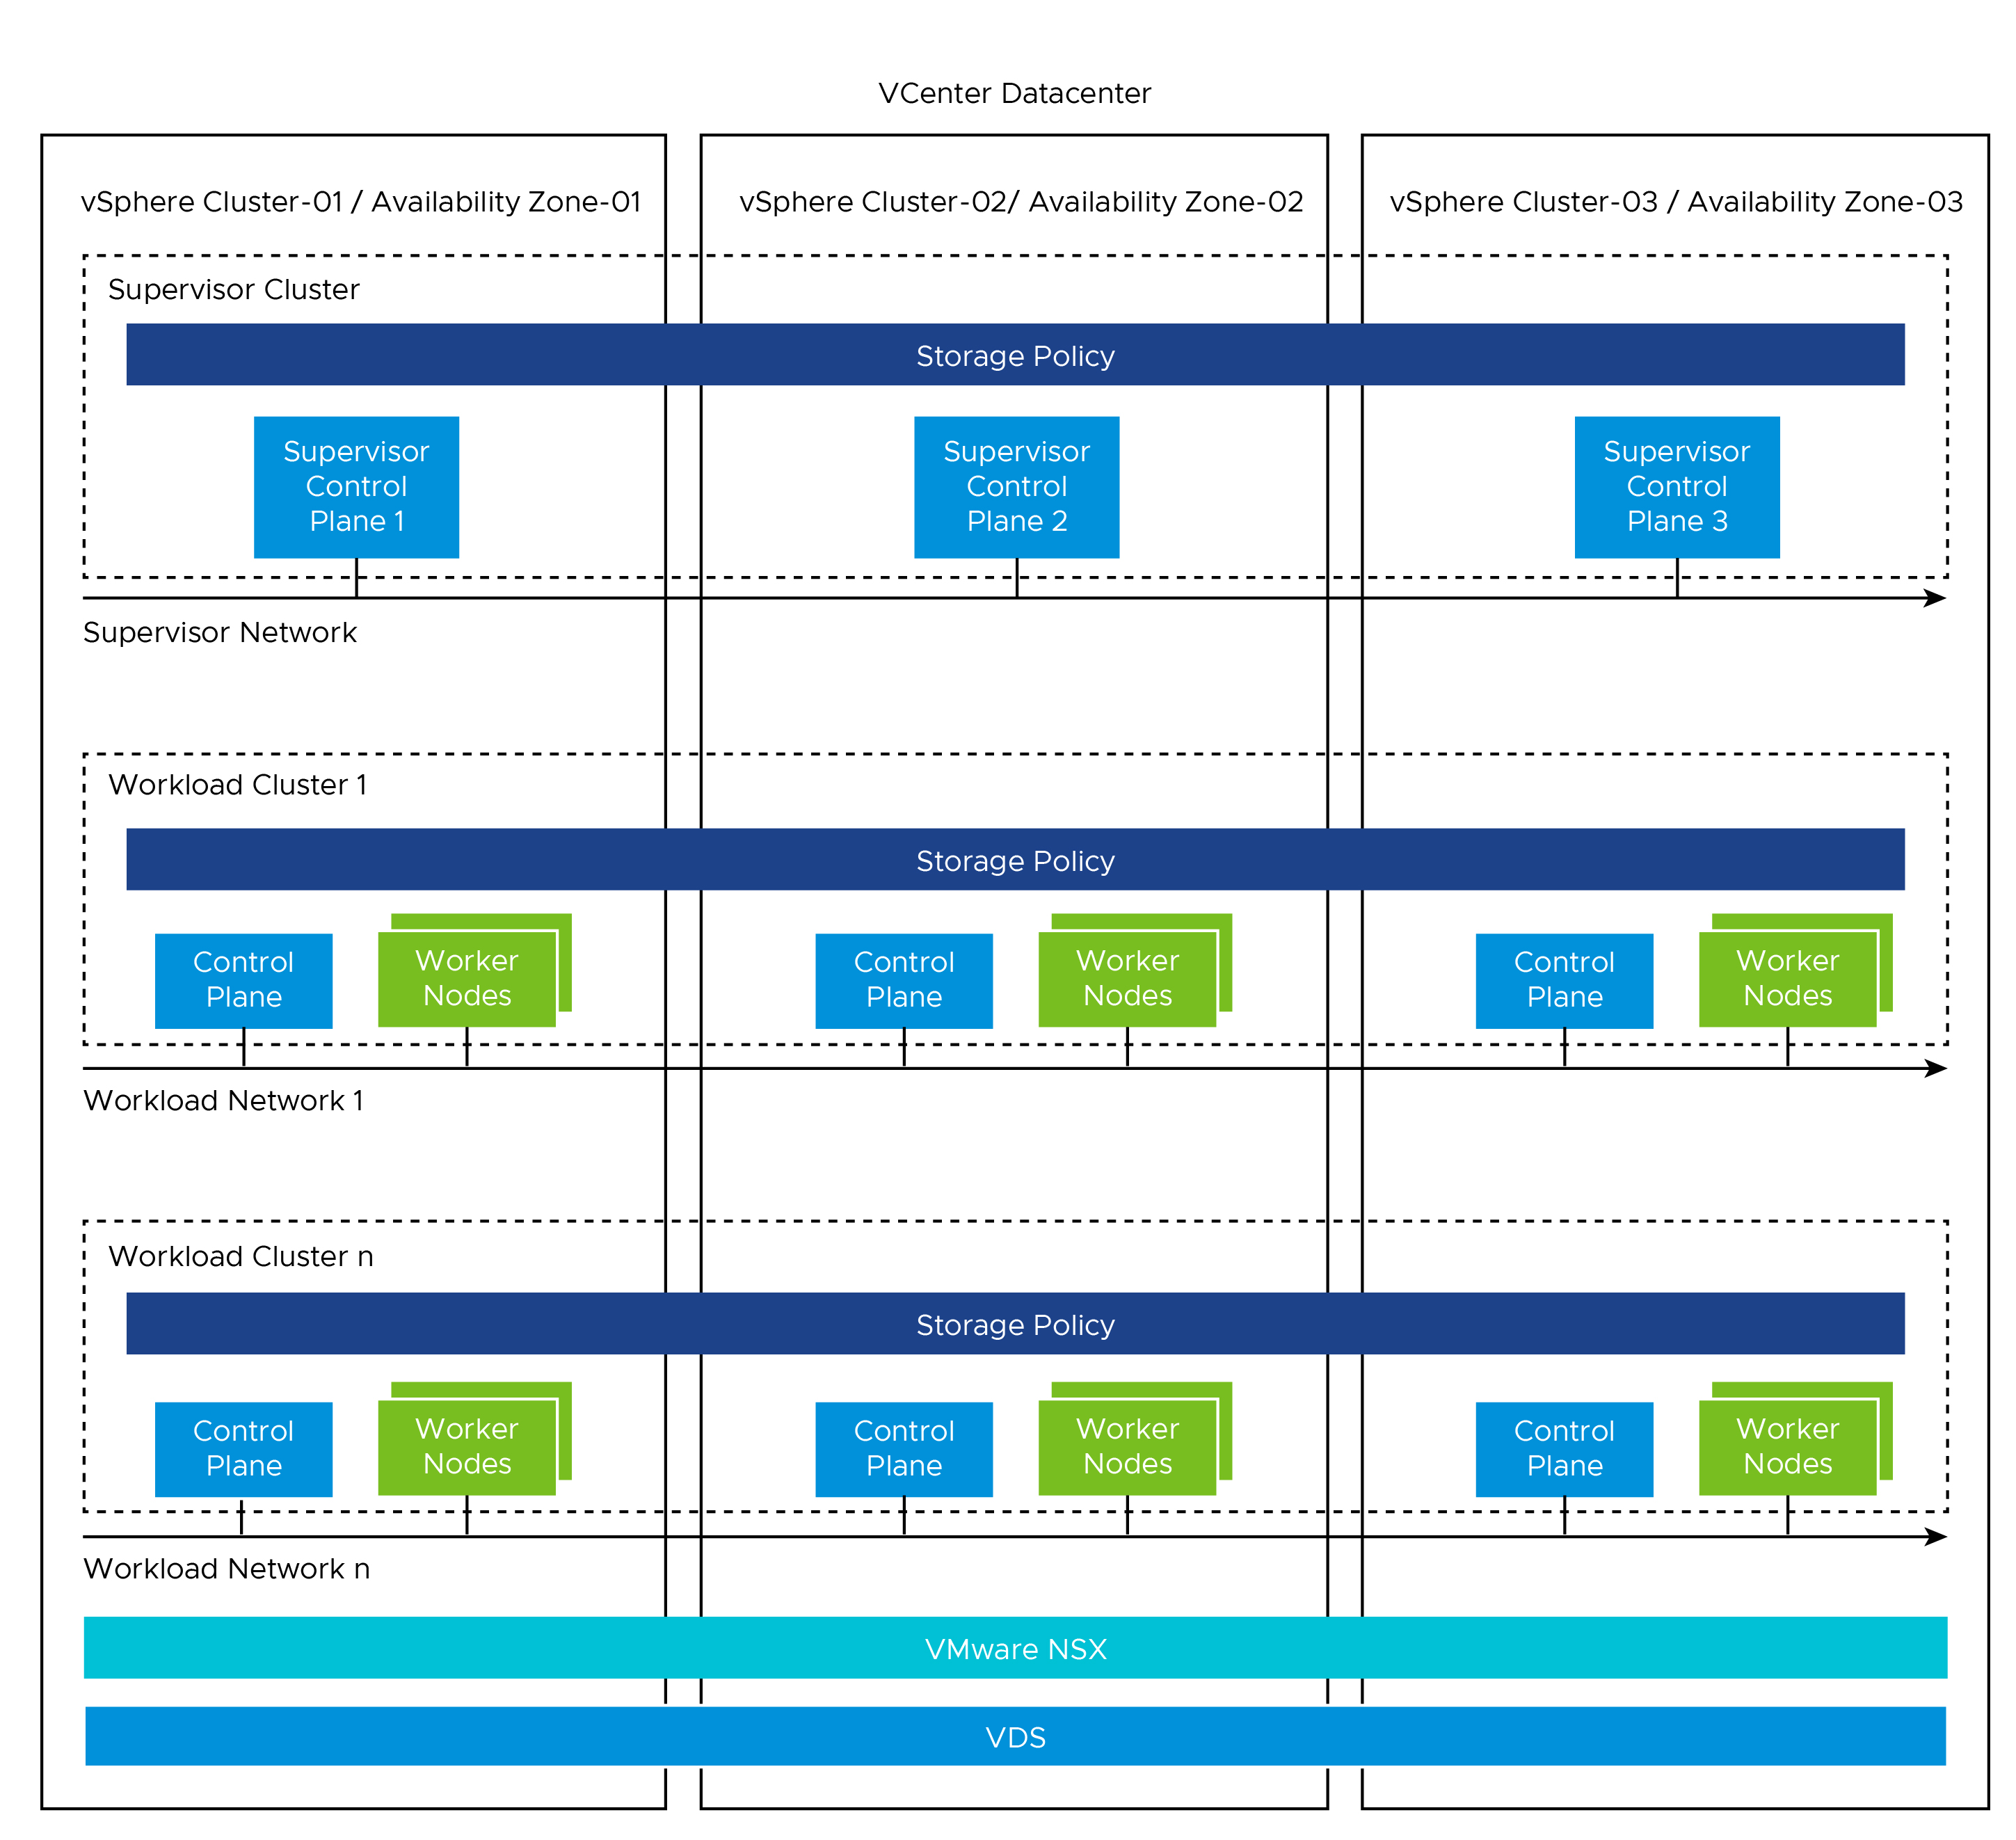 VCenter Datacenter
vSphere Cluster-01 / Availability Zone-01
vSphere Cluster-02/ Availability Zone-02
vSphere Cluster-03 / Availability Zone-03
Supervisor Cluster
Storage Policy
Supervisor
Control
Plane 1
Supervisor
Control
Plane 2
Supervisor
Control
Plane 3
Supervisor Network
Workload Cluster 1
Storage Policy
Control
Plane
Worker
Nodes
Control
Plane
Worker
Nodes
Control
Plane
Worker
Nodes
Workload Network 1
Workload Cluster n
Storage Policy
Control
Plane
Worker
Nodes
Control
Plane
Worker
Nodes
Control
Plane
Worker
Nodes
Workload Network n
VMware NSX
VDS